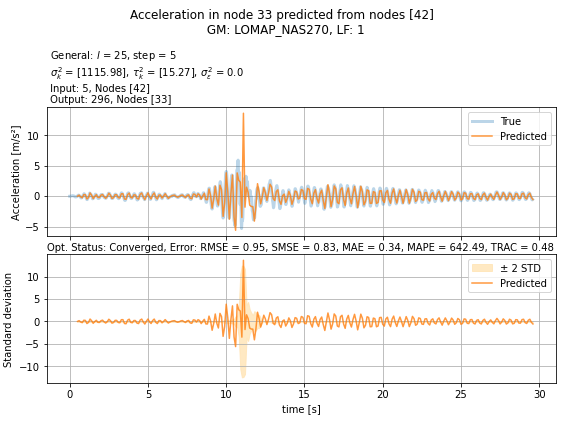 Acceleration in node 33 predicted from nodes [42]
GM: LOMAP_NAS270, LF: 1
General: l = 25, step = 5
σ²_k = [1115.98], τ²_k = [15.27], σ²_ε = 0.0
Input: 5, Nodes [42]
Output: 296, Nodes [33]
Acceleration [m/s²]
10
5
0
−5
True
Predicted
Opt. Status: Converged, Error: RMSE = 0.95, SMSE = 0.83, MAE = 0.34, MAPE = 642.49, TRAC = 0.48
Standard deviation
10
5
0
−5
−10
± 2 STD
Predicted
0 5 10 15 20 25 30
time [s]